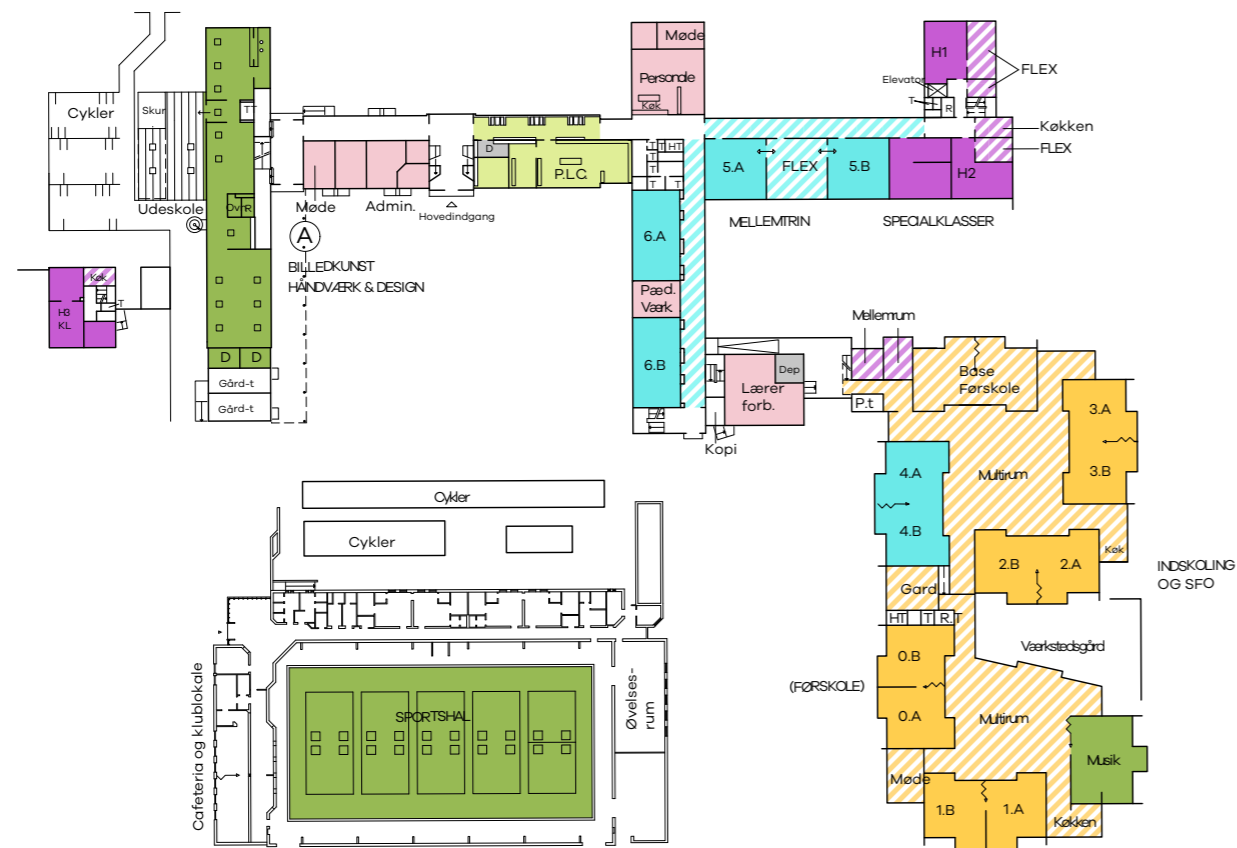 Møde
Personale
Køk
H1
FLEX
Elevator
T
R
Køkken
FLEX
Cykler
Skur
TT
D
P.L.C.
T
T
HT
T
T
T
T
5.A
FLEX
5.B
H2
Udeskole
Ov
R
Møde
Admin.
Hovedindgang
MELLEMTRIN
SPECIALKLASSER
A
BILLEDKUNST
HÅNDVÆRK & DESIGN
6.A
Pæd.
Værk.
6.B
Køk
T
H3
KL
D
D
Gård-t
Gård-t
Mellemrum
Base
Førskole
Dep
Lærer
forb.
P.t
Kopi
3.A
3.B
4.A
4.B
Multirum
Køk
2.B
2.A
INDSKOLING
OG SFO
Gard.
HT
T
R.T
Værkstedsgård
0.B
(FØRSKOLE)
0.A
Multirum
Musik
Møde
1.B
1.A
Køkken
Cykler
Cykler
SPORTSHAL
Øvelses-
rum
Cafeteria og klublokale